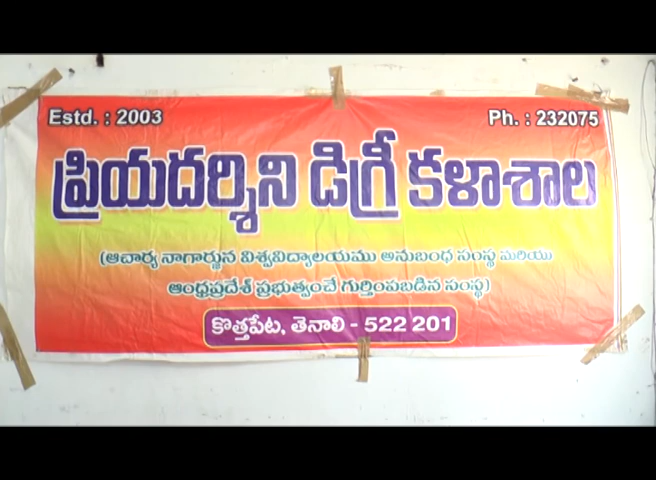 Estd. : 2003 Ph. : 232075
ప్రియదర్శిని డిగ్రీ కళాశాల
(ఆచార్య నాగార్జున విశ్వవిద్యాలయము అనుబంధ సంస్థ మరియు
ఆంధ్రప్రదేశ్ ప్రభుత్వంచే గుర్తింపబడిన సంస్థ)
కొత్తపేట, తెనాలి - 522 201